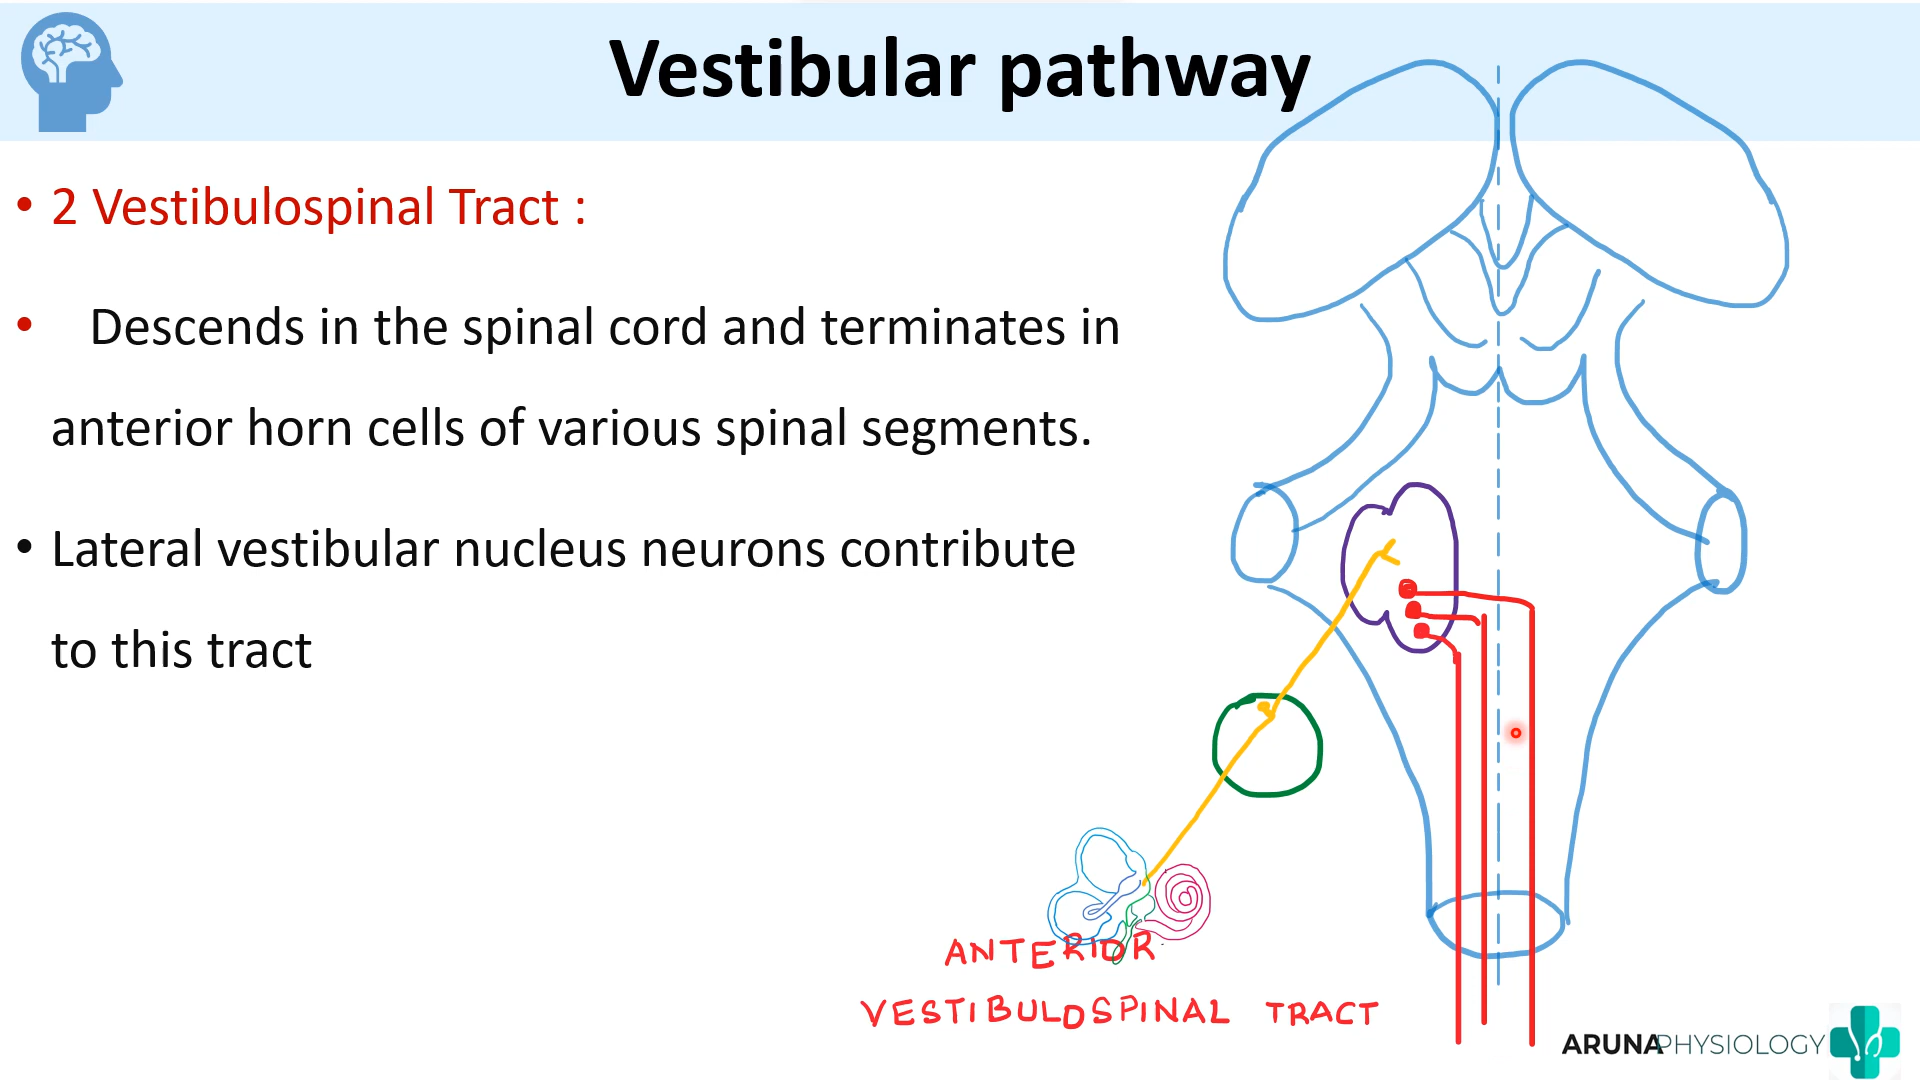 Vestibular pathway
• 2 Vestibulospinal Tract :
• Descends in the spinal cord and terminates in
anterior horn cells of various spinal segments.
• Lateral vestibular nucleus neurons contribute
to this tract
ANTERIOR
VESTIBULOSPINAL TRACT
ARUNAPHYSIOLOGY